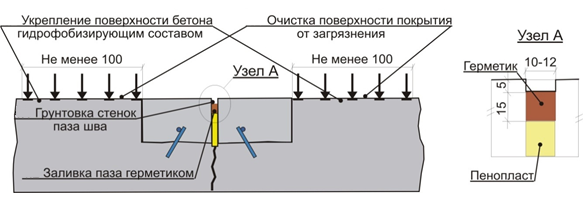 Укрепление поверхности бетона
гидрофобизирующим составом
Очистка поверхности покрытия
от загрязнения
Не менее 100
Узел А
Не менее 100
Грунтовка стенок
паза шва
Заливка паза герметиком
Узел А
10-12
Герметик
5
15
Пенопласт